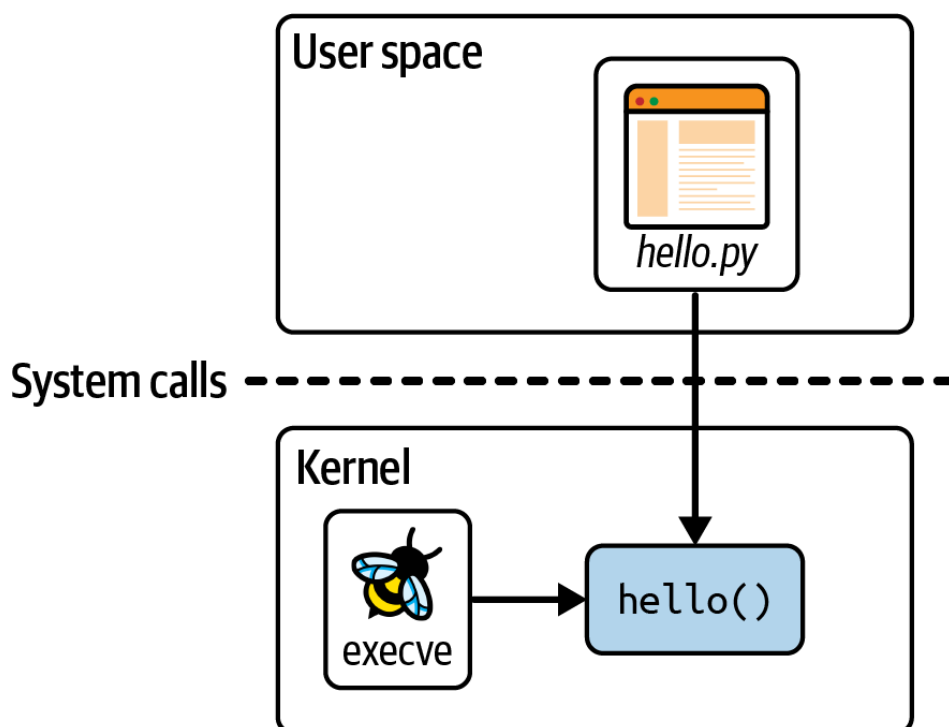 User space
hello.py
System calls
Kernel
execve
hello()